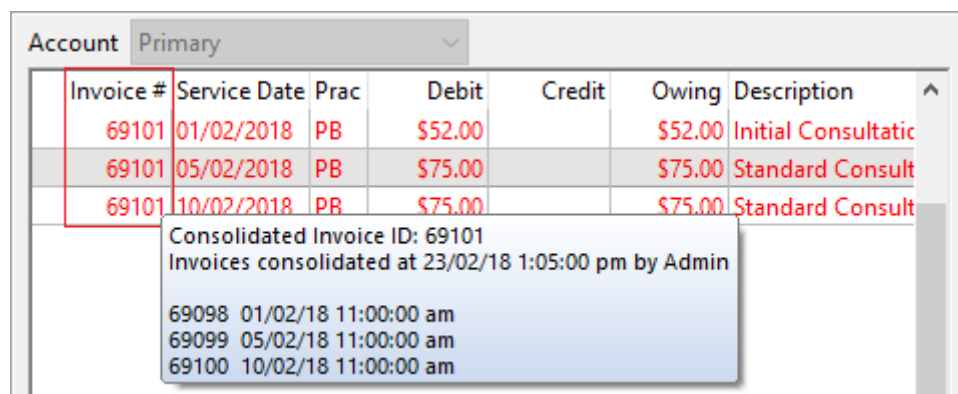 Account Primary
Invoice # Service Date Prac Debit Credit Owing Description
69101 01/02/2018 PB $52.00 $52.00 Initial Consultatic
69101 05/02/2018 PB $75.00 $75.00 Standard Consult
69101 10/02/2018 PB $75.00 $75.00 Standard Consult
Consolidated Invoice ID: 69101
Invoices consolidated at 23/02/18 1:05:00 pm by Admin
69098 01/02/18 11:00:00 am
69099 05/02/18 11:00:00 am
69100 10/02/18 11:00:00 am